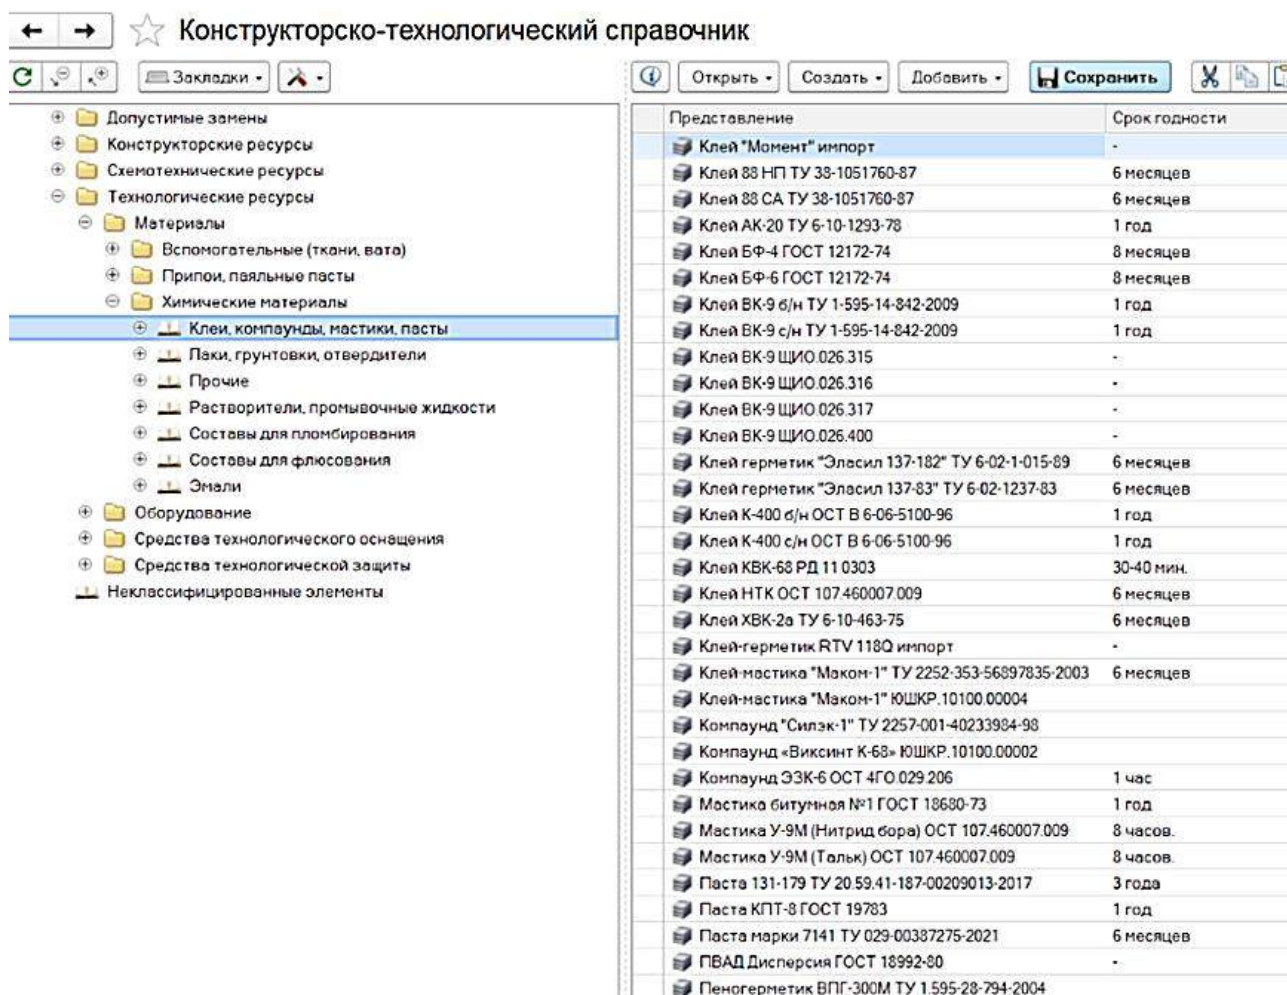 Конструкторско-технологический справочник
Закладки
Открыть
Создать
Добавить
Сохранить
Допустимые замены
Конструкторские ресурсы
Схемотехнические ресурсы
Технологические ресурсы
Материалы
Вспомогательные (ткани, вата)
Припои, паяльные пасты
Химические материалы
Клеи, компаунды, мастики, пасты
Лаки, грунтовки, отвердители
Прочие
Растворители, промывочные жидкости
Составы для пломбирования
Составы для флюсования
Эмали
Оборудование
Средства технологического оснащения
Средства технологической защиты
Неклассифицированные элементы
Представление Срок годности
Клей "Момент" импорт -
Клей 88 НП ТУ 38-1051760-87 6 месяцев
Клей 88 СА ТУ 38-1051760-87 6 месяцев
Клей АК-20 ТУ 6-10-1293-78 1 год
Клей БФ-4 ГОСТ 12172-74 8 месяцев
Клей БФ-6 ГОСТ 12172-74 8 месяцев
Клей ВК-9 б/н ТУ 1-595-14-842-2009 1 год
Клей ВК-9 с/н ТУ 1-595-14-842-2009 1 год
Клей ВК-9 ЩИО.026.315 -
Клей ВК-9 ЩИО.026.316 -
Клей ВК-9 ЩИО.026.317 -
Клей ВК-9 ЩИО.026.400 -
Клей герметик "Эласил 137-182" ТУ 6-02-1-015-89 6 месяцев
Клей герметик "Эласил 137-83" ТУ 6-02-1237-83 6 месяцев
Клей К-400 б/н ОСТ В 6-06-5100-96 1 год
Клей К-400 с/н ОСТ В 6-06-5100-96 1 год
Клей КВК-68 РД 11 0303 30-40 мин.
Клей НТК ОСТ 107.460007.009 6 месяцев
Клей ХВК-2а ТУ 6-10-463-75 6 месяцев
Клей-герметик RTV 118Q импорт -
Клей-мастика "Маком-1" ТУ 2252-353-56897835-2003 6 месяцев
Клей-мастика "Маком-1" ЮШКР.10100.00004
Компаунд "Силэк-1" ТУ 2257-001-40233984-98
Компаунд «Виксинт К-68» ЮШКР.10100.00002
Компаунд ЭЗК-6 ОСТ 4ГО.029.206 1 час
Мастика битумная №1 ГОСТ 18680-73 1 год
Мастика У-9М (Нитрид бора) ОСТ 107.460007.009 8 часов.
Мастика У-9М (Тальк) ОСТ 107.460007.009 8 часов.
Паста 131-179 ТУ 20.59.41-187-00209013-2017 3 года
Паста КПТ-8 ГОСТ 19783 1 год
Паста марки 7141 ТУ 029-00387275-2021 6 месяцев
ПВАД Дисперсия ГОСТ 18992-80 -
Пеногерметик ВПГ-300М ТУ 1.595-28-794-2004